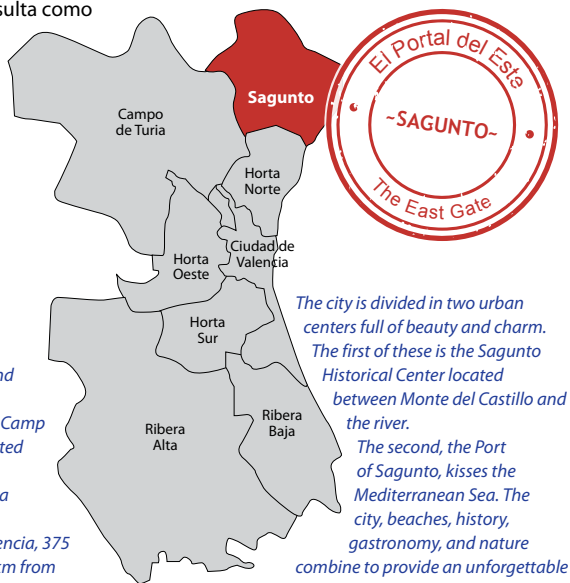 sulta como
Campo
de Turia
Sagunto
El Portal del Este
~SAGUNTO~
The East Gate
Horta
Norte
Ciudad de
Valencia
Horta
Oeste
Horta
Sur
Ribera
Alta
Ribera
Baja
Camp
a
encia, 375
from
The city is divided in two urban
centers full of beauty and charm.
The first of these is the Sagunto
Historical Center located
between Monte del Castillo and
the river.
The second, the Port
of Sagunto, kisses the
Mediterranean Sea. The
city, beaches, history,
gastronomy, and nature
combine to provide an unforgettable